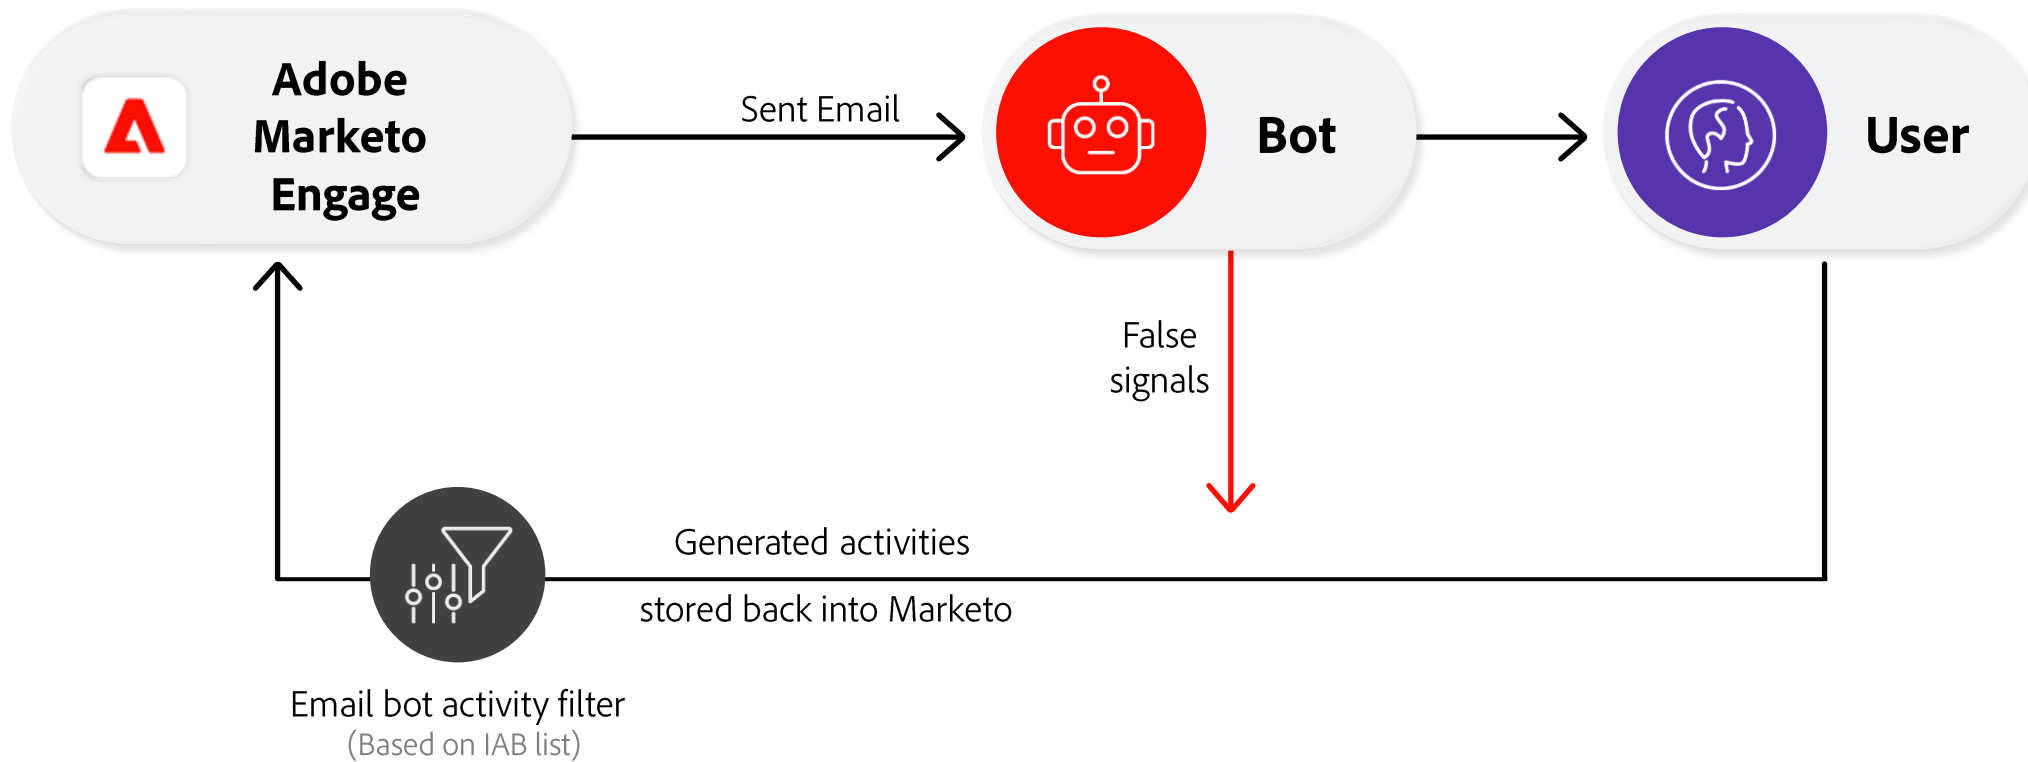 Adobe
Marketo
Engage
Sent Email
Bot
User
False
signals
Generated activities
stored back into Marketo
Email bot activity filter
(Based on IAB list)